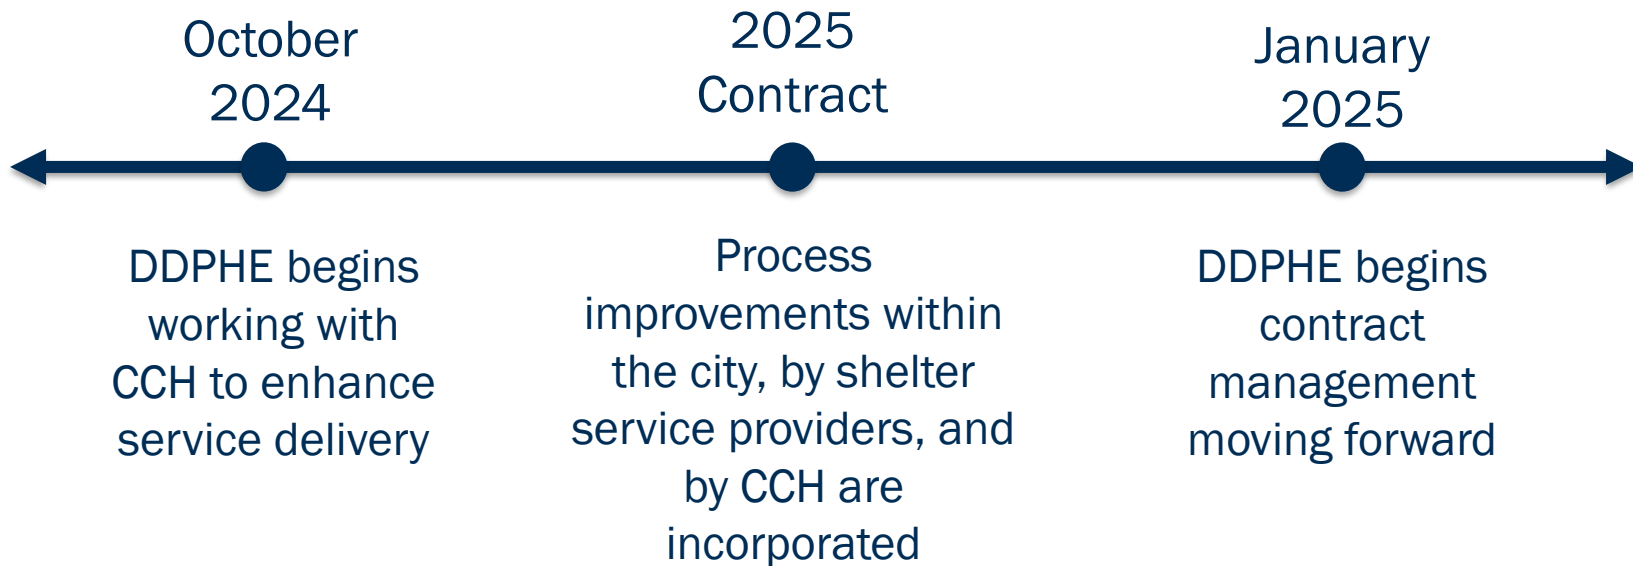 October
2024
DDPHE begins
working with
CCH to enhance
service delivery
2025
Contract
Process
improvements within
the city, by shelter
service providers, and
by CCH are
incorporated
January
2025
DDPHE begins
contract
management
moving forward